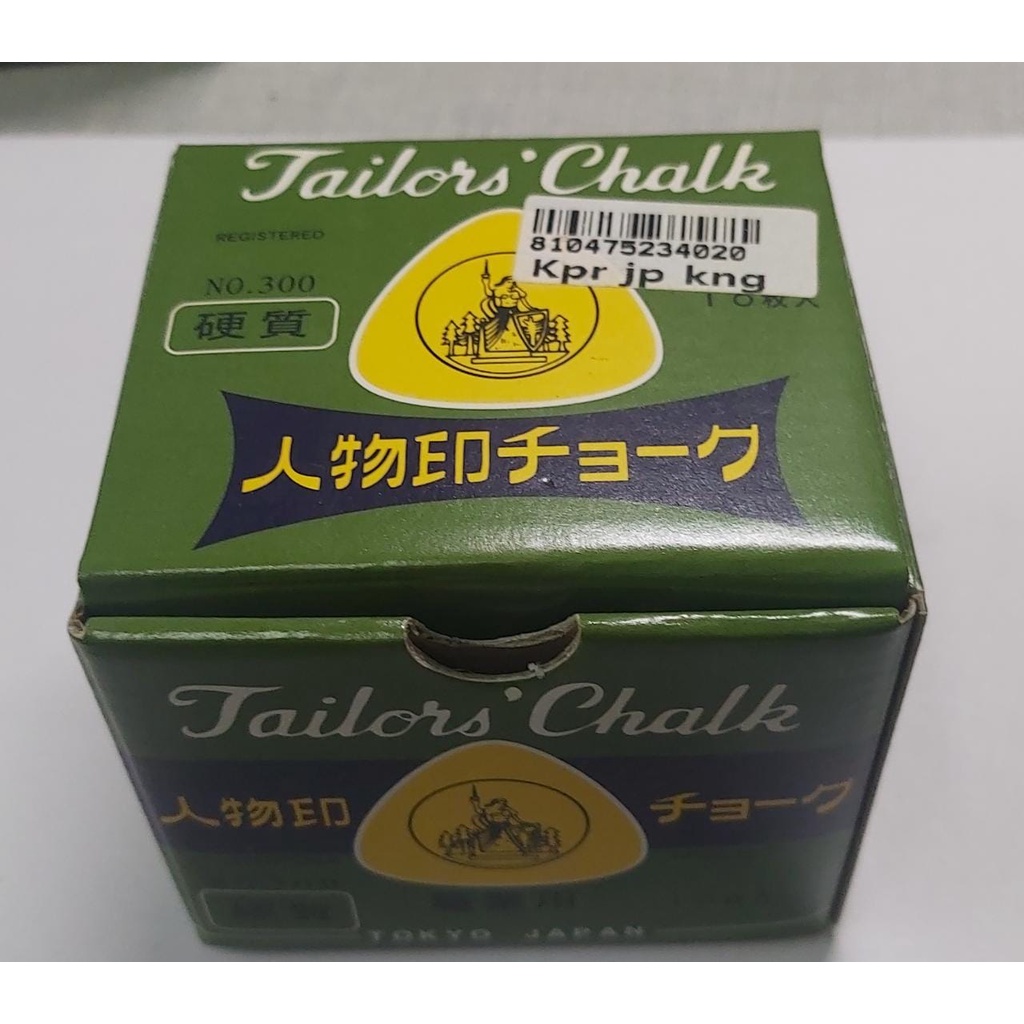 Tailors' Chalk
REGISTERED
810475234020
Kpr jp kng
NO.300
硬質
人物印チョーク
Tailors' Chalk
人物印 チョーク
TOKYO JAPAN